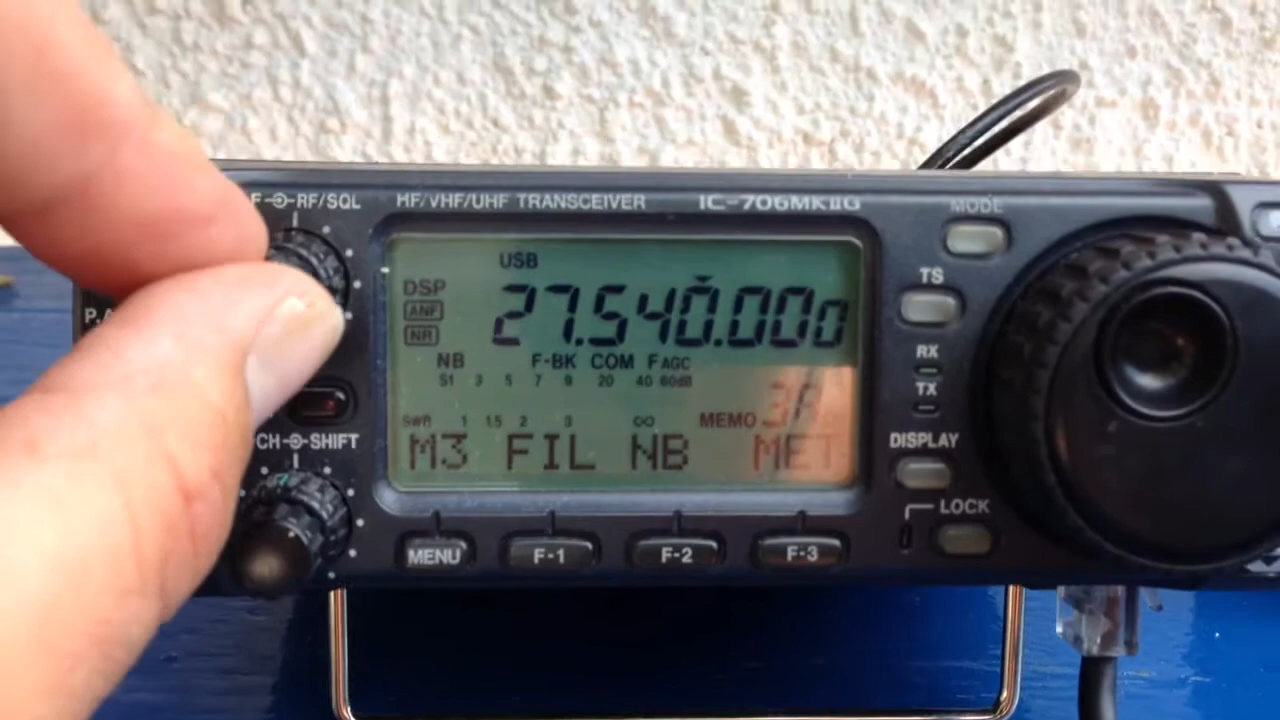 F RF/SQL
HF/VHF/UHF TRANSCEIVER IC-706MKIIG
MODE
USB
TS
DSP
27.540.000
P.A
ANF
NR
RX
NB F-BK COM F AGC
S1 3 5 7 9 20 40 60dB
TX
SWR 1 1.5 2 3 ∞ MEMO
CH SHIFT
DISPLAY
M3 FIL NB MET
LOCK
MENU F-1 F-2 F-3